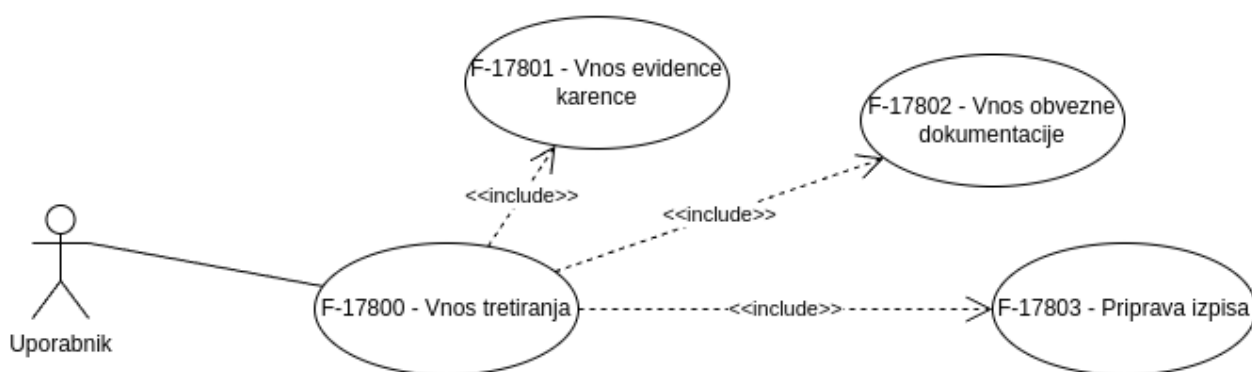 F-17801 - Vnos evidence
karence
F-17802 - Vnos obvezne
dokumentacije
<<include>>
<<include>>
F-17800 - Vnos tretiranja
<<include>>
F-17803 - Priprava izpisa
Uporabnik